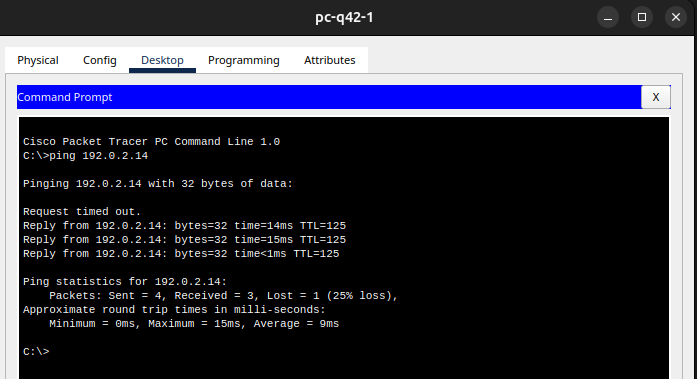 pc-q42-1
Physical Config Desktop Programming Attributes
Command Prompt X
Cisco Packet Tracer PC Command Line 1.0
C:\>ping 192.0.2.14
Pinging 192.0.2.14 with 32 bytes of data:
Request timed out.
Reply from 192.0.2.14: bytes=32 time=14ms TTL=125
Reply from 192.0.2.14: bytes=32 time=15ms TTL=125
Reply from 192.0.2.14: bytes=32 time<1ms TTL=125
Ping statistics for 192.0.2.14:
Packets: Sent = 4, Received = 3, Lost = 1 (25% loss),
Approximate round trip times in milli-seconds:
Minimum = 0ms, Maximum = 15ms, Average = 9ms
C:\>